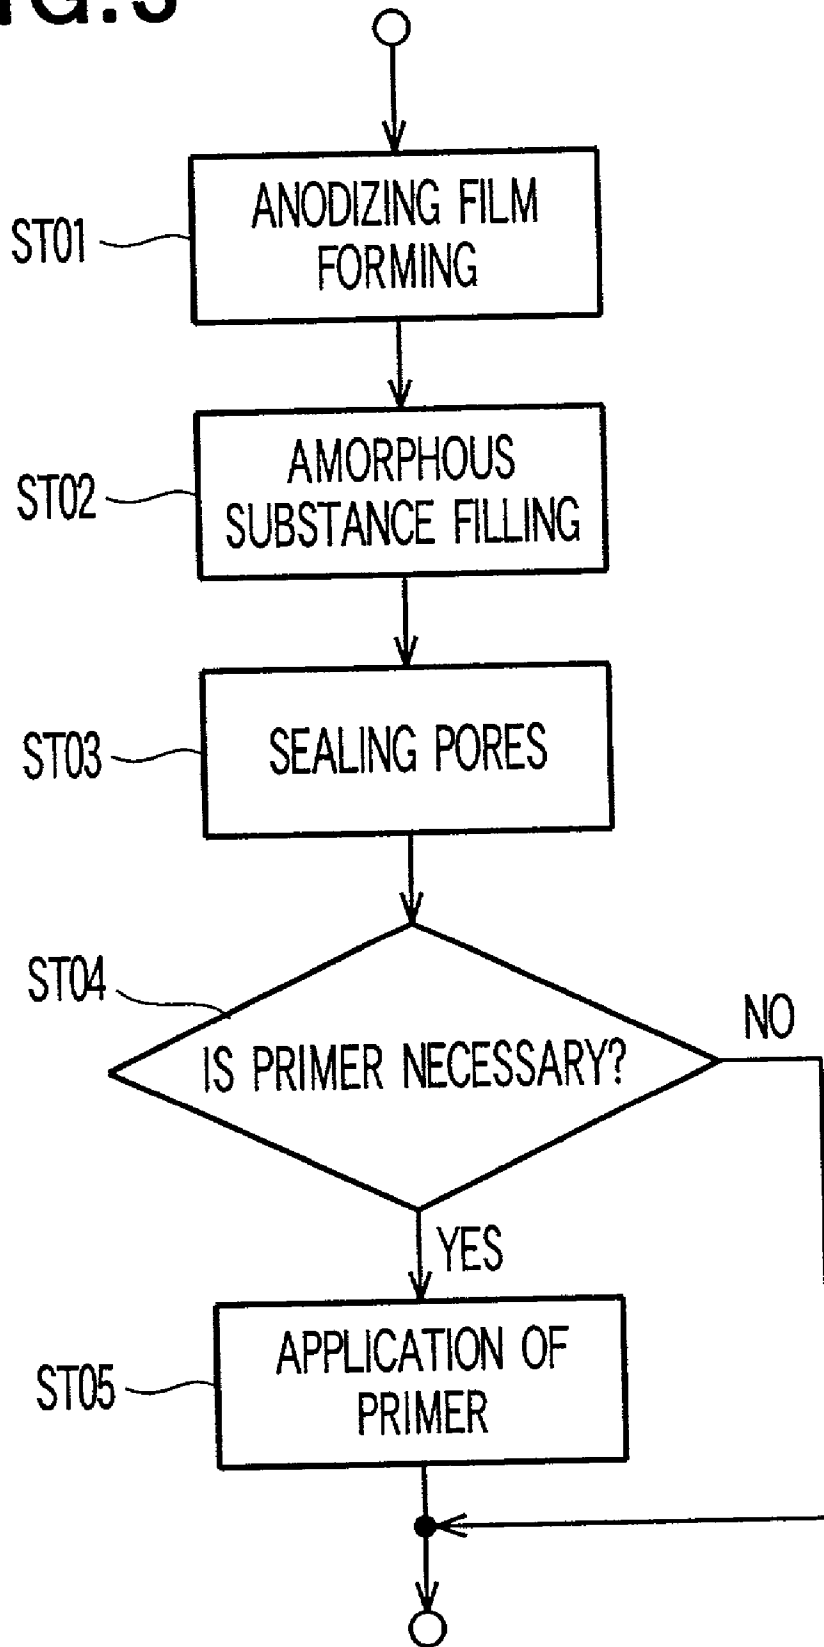 ST01
ANODIZING FILM
FORMING
ST02
AMORPHOUS
SUBSTANCE FILLING
ST03
SEALING PORES
ST04
IS PRIMER NECESSARY?
NO
YES
ST05
APPLICATION OF
PRIMER